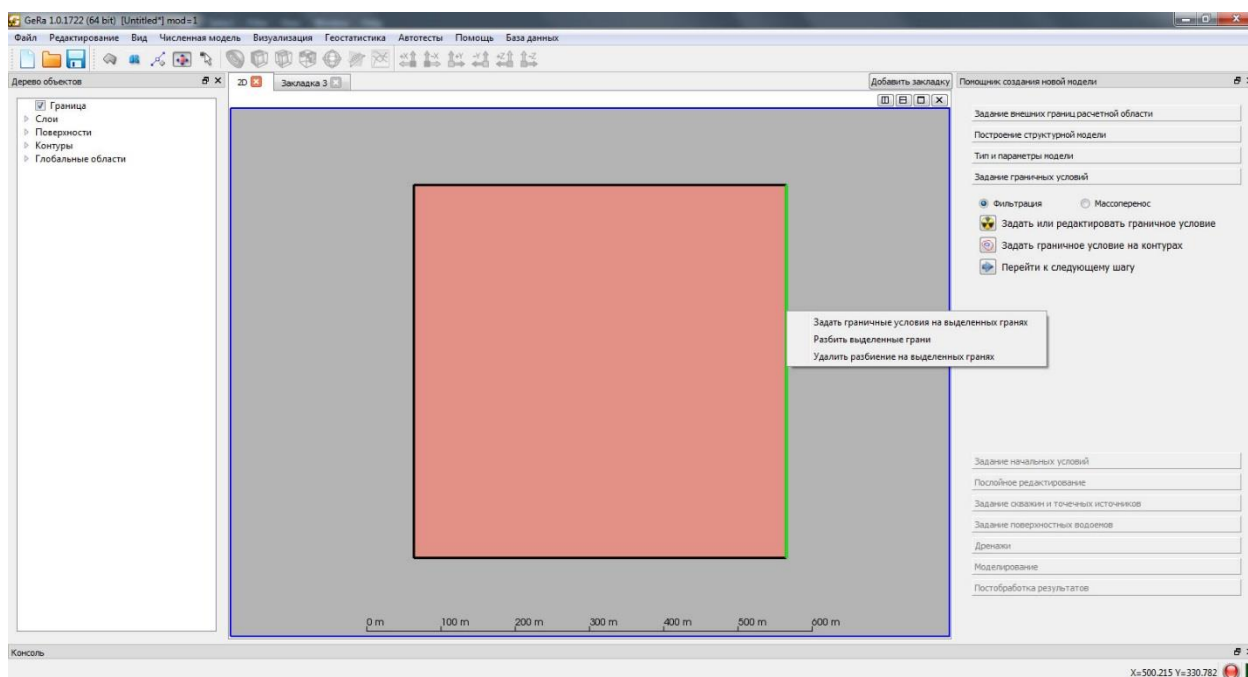 GeRa 1.0.1722 (64 bit) [Untitled*] mod=1
Файл Редактирование Вид Численная модель Визуализация Геостатистика Автотесты Помощь База данных
Дерево объектов
2D Закладка 3 Добавить закладку
Помощник создания новой модели
Граница
Слои
Поверхности
Контуры
Глобальные области
Задание внешних границ расчетной области
Построение структурной модели
Тип и параметры модели
Задание граничных условий
Фильтрация Массоперенос
Задать или редактировать граничное условие
Задать граничное условие на контурах
Перейти к следующему шагу
Задать граничные условия на выделенных гранях
Разбить выделенные грани
Удалить разбиение на выделенных гранях
Задание начальных условий
Послойное редактирование
Задание скважин и точечных источников
Задание поверхностных водоемов
Дренажи
Моделирование
Постобработка результатов
0 m 100 m 200 m 300 m 400 m 500 m 600 m
Консоль
X=500.215 Y=330.782